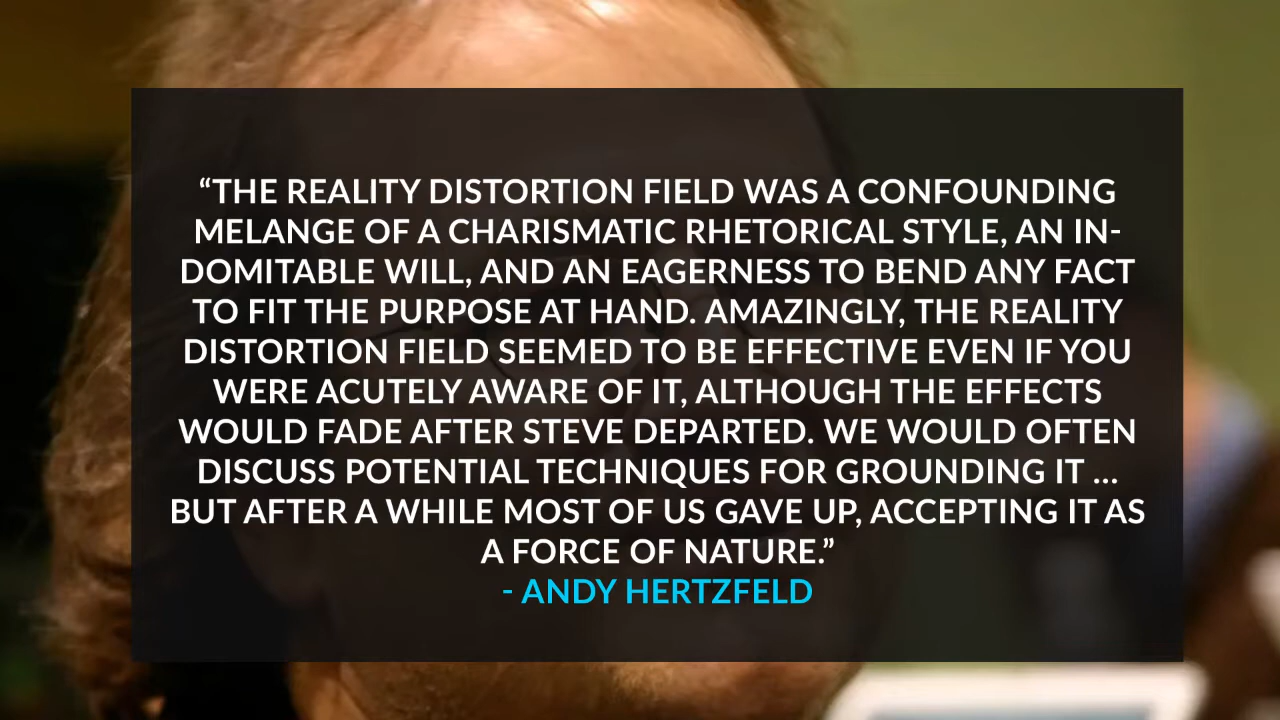 “THE REALITY DISTORTION FIELD WAS A CONFOUNDING
MELANGE OF A CHARISMATIC RHETORICAL STYLE, AN IN-
DOMITABLE WILL, AND AN EAGERNESS TO BEND ANY FACT
TO FIT THE PURPOSE AT HAND. AMAZINGLY, THE REALITY
DISTORTION FIELD SEEMED TO BE EFFECTIVE EVEN IF YOU
WERE ACUTELY AWARE OF IT, ALTHOUGH THE EFFECTS
WOULD FADE AFTER STEVE DEPARTED. WE WOULD OFTEN
DISCUSS POTENTIAL TECHNIQUES FOR GROUNDING IT ...
BUT AFTER A WHILE MOST OF US GAVE UP, ACCEPTING IT AS
A FORCE OF NATURE.”
- ANDY HERTZFELD